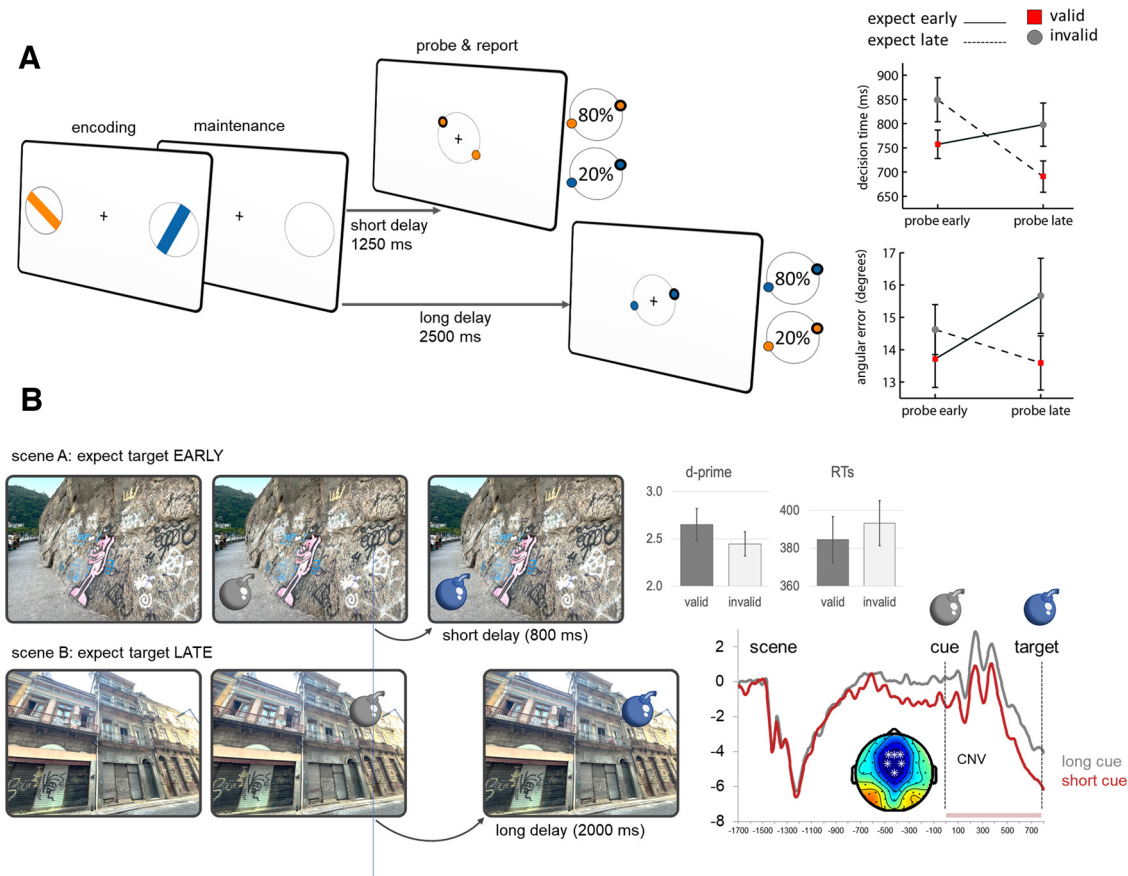 A
encoding
maintenance
probe & report
80%
20%
short delay
1250 ms
long delay
2500 ms
80%
20%
expect early
expect late
valid
invalid
decision time (ms)
900
850
800
750
700
650
probe early
probe late
angular error (degrees)
17
16
15
14
13
probe early
probe late
B
scene A: expect target EARLY
short delay (800 ms)
scene B: expect target LATE
long delay (2000 ms)
d-prime
3.0
2.5
2.0
valid
invalid
RTs
400
380
360
valid
invalid
scene
cue
target
2
0
-2
-4
-6
-8
CNV
long cue
short cue
-1700 -1500 -1300 -1100 -900 -700 -500 -300 -100 100 300 500 700